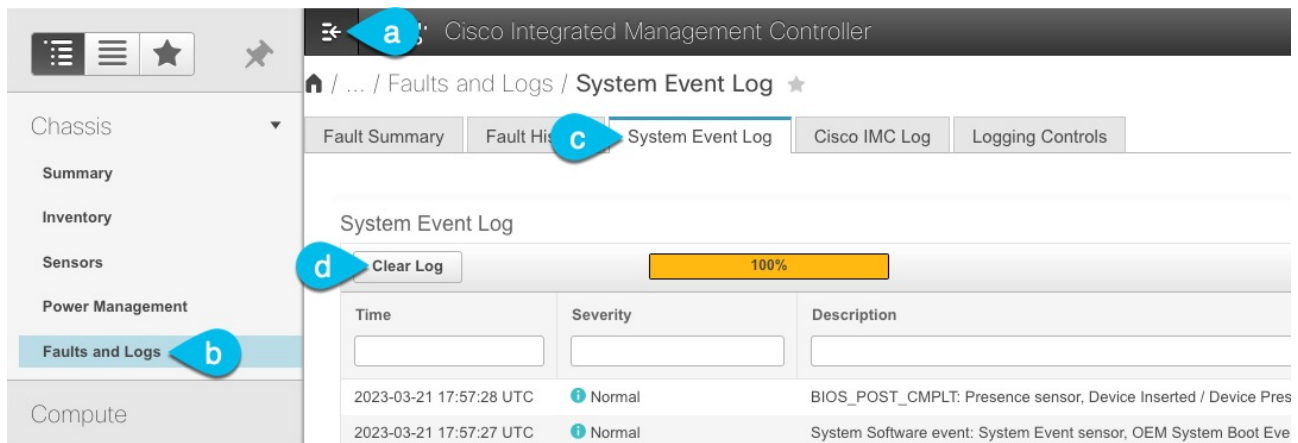 a
Cisco Integrated Management Controller
/ ... / Faults and Logs / System Event Log
Chassis
Summary
Inventory
Sensors
Power Management
Faults and Logs
b
Compute
Fault Summary
Fault His
c
System Event Log
Cisco IMC Log
Logging Controls
System Event Log
d
Clear Log
100%
Time
Severity
Description
2023-03-21 17:57:28 UTC
Normal
BIOS_POST_CMPLT: Presence sensor, Device Inserted / Device Pres
2023-03-21 17:57:27 UTC
Normal
System Software event: System Event sensor, OEM System Boot Eve